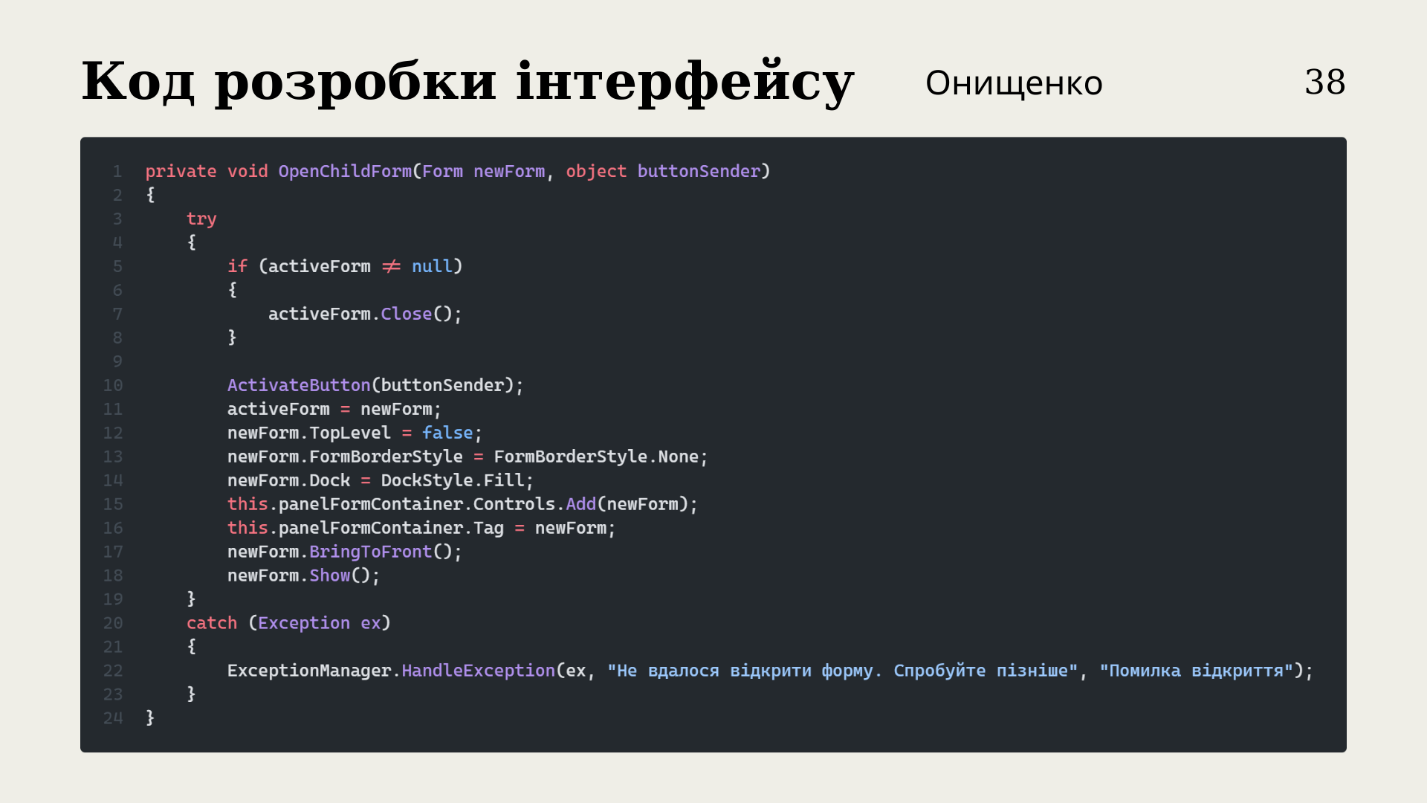 Код розробки інтерфейсу Онищенко 38
1 private void OpenChildForm(Form newForm, object buttonSender)
2 {
3     try
4     {
5         if (activeForm ≠ null)
6         {
7             activeForm.Close();
8         }
9
10         ActivateButton(buttonSender);
11         activeForm = newForm;
12         newForm.TopLevel = false;
13         newForm.FormBorderStyle = FormBorderStyle.None;
14         newForm.Dock = DockStyle.Fill;
15         this.panelFormContainer.Controls.Add(newForm);
16         this.panelFormContainer.Tag = newForm;
17         newForm.BringToFront();
18         newForm.Show();
19     }
20     catch (Exception ex)
21     {
22         ExceptionManager.HandleException(ex, "Не вдалося відкрити форму. Спробуйте пізніше", "Помилка відкриття");
23     }
24 }